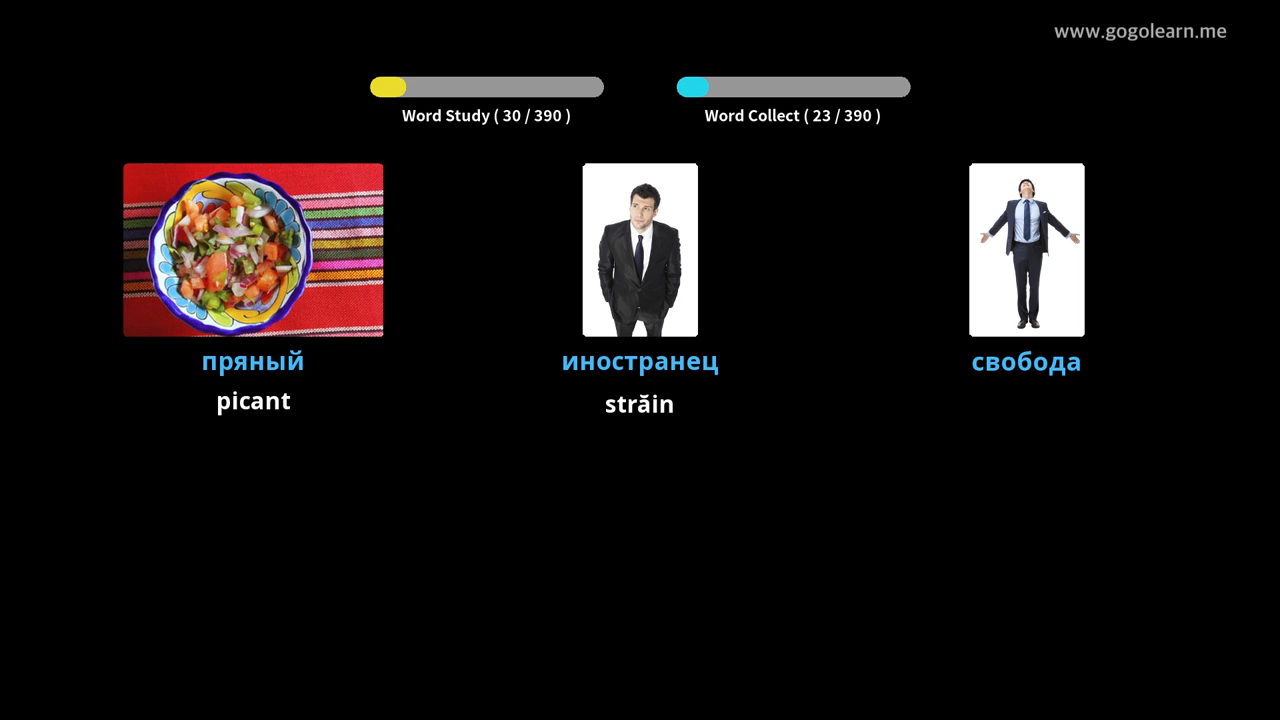 www.gogolearn.me
Word Study ( 30 / 390 )
Word Collect ( 23 / 390 )
пряный
picant
иностранец
străin
свобода